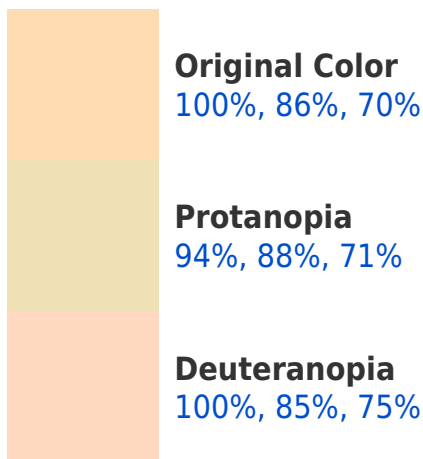 Original Color
100%, 86%, 70%
Protanopia
94%, 88%, 71%
Deuteranopia
100%, 85%, 75%